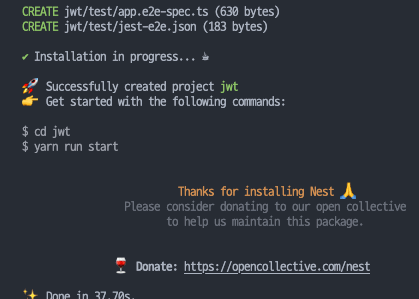 CREATE jwt/test/app.e2e-spec.ts (630 bytes)
CREATE jwt/test/jest-e2e.json (183 bytes)
✔ Installation in progress... ☕
🚀 Successfully created project jwt
👉 Get started with the following commands:
$ cd jwt
$ yarn run start
Thanks for installing Nest 🙏
Please consider donating to our open collective
to help us maintain this package.
🍷 Donate: https://opencollective.com/nest
✨ Done in 37.70s.